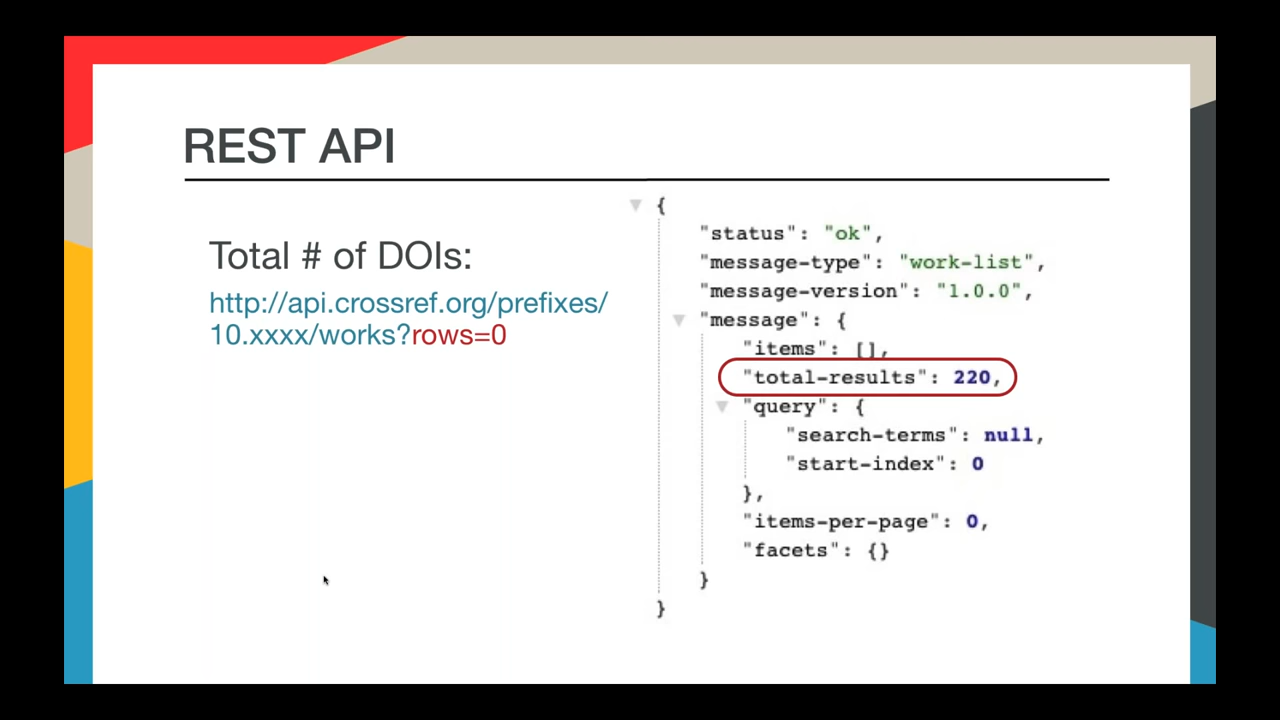 REST API
Total # of DOIs:
http://api.crossref.org/prefixes/
10.xxxx/works?rows=0
{
"status": "ok",
"message-type": "work-list",
"message-version": "1.0.0",
"message": {
"items": [],
"total-results": 220,
"query": {
"search-terms": null,
"start-index": 0
},
"items-per-page": 0,
"facets": {}
}
}